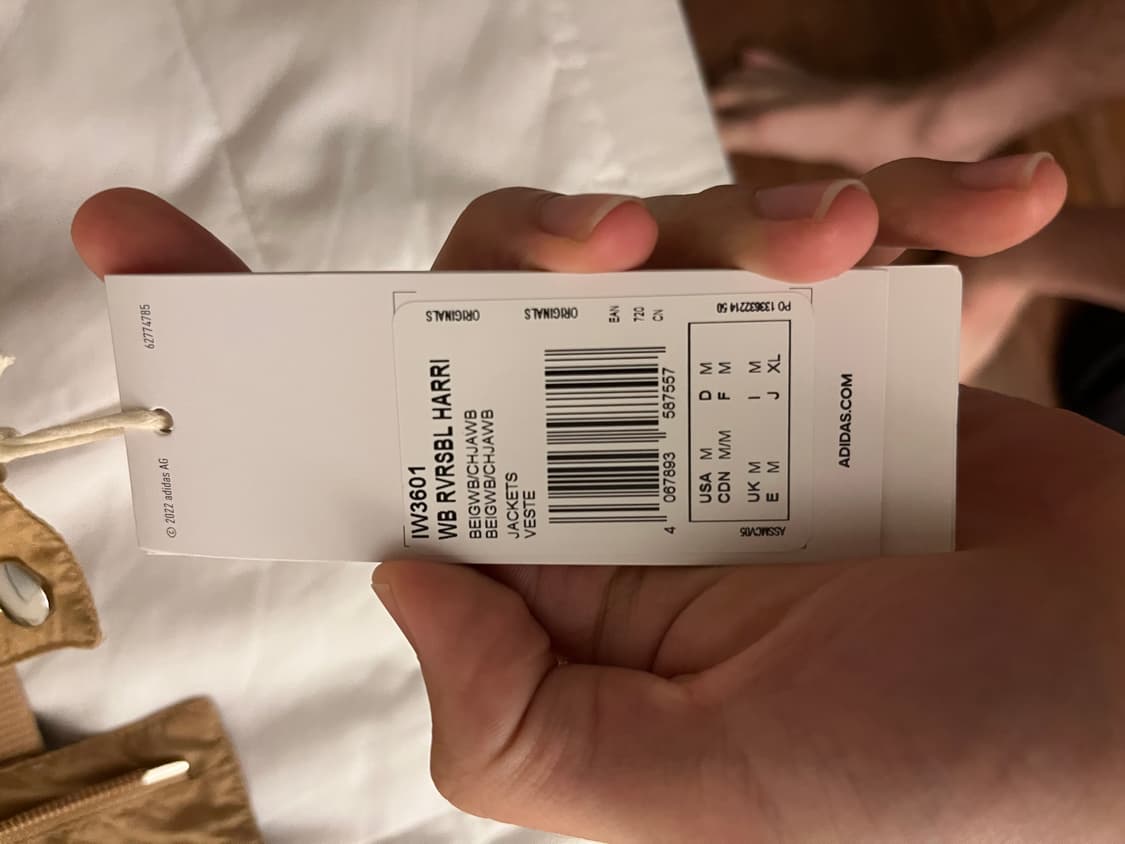 © 2022 adidas AG 62774785
IW3601
WB RVRSBL HARRI
BEIGWB/CHJAWB
BEIGWB/CHJAWB
JACKETS
VESTE
ORIGINALS
ORIGINALS
EAN
720
CN
4 067893 587557
USA M D M
CDN M/M F M
UK M I M
E M J XL
ASSMCV05
PO 133632214 50
ADIDAS.COM